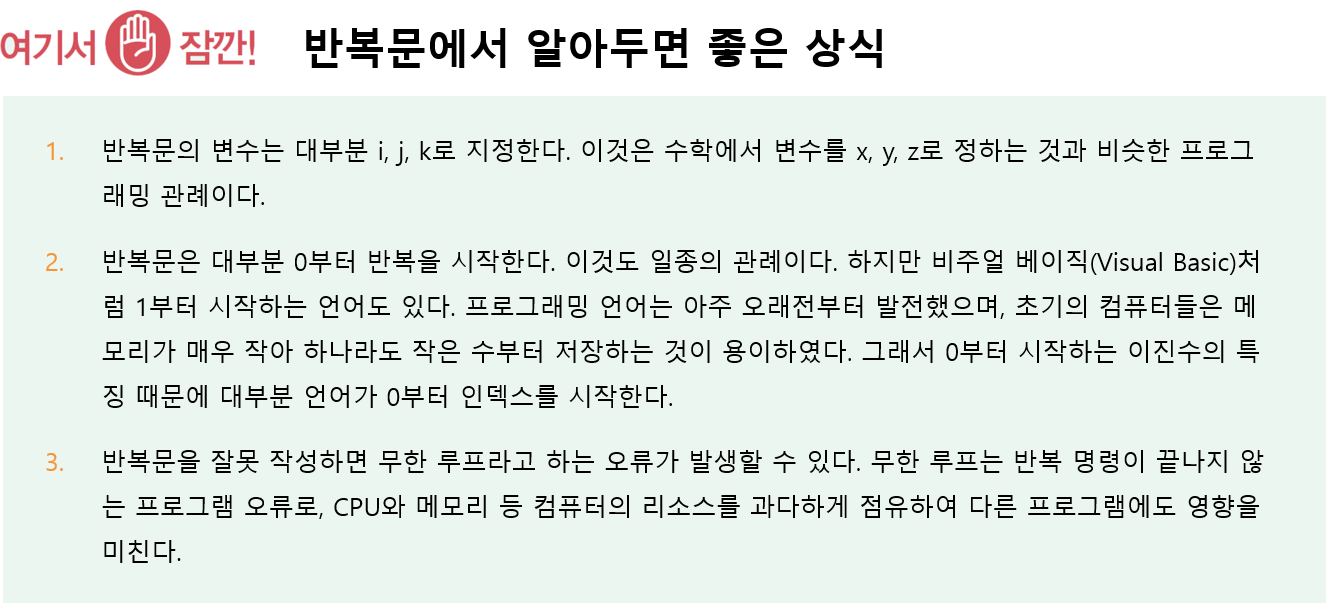 여기서 잠깐! 반복문에서 알아두면 좋은 상식
1. 반복문의 변수는 대부분 i, j, k로 지정한다. 이것은 수학에서 변수를 x, y, z로 정하는 것과 비슷한 프로그
래밍 관례이다.
2. 반복문은 대부분 0부터 반복을 시작한다. 이것도 일종의 관례이다. 하지만 비주얼 베이직(Visual Basic)처
럼 1부터 시작하는 언어도 있다. 프로그래밍 언어는 아주 오래전부터 발전했으며, 초기의 컴퓨터들은 메
모리가 매우 작아 하나라도 작은 수부터 저장하는 것이 용이하였다. 그래서 0부터 시작하는 이진수의 특
징 때문에 대부분 언어가 0부터 인덱스를 시작한다.
3. 반복문을 잘못 작성하면 무한 루프라고 하는 오류가 발생할 수 있다. 무한 루프는 반복 명령이 끝나지 않
는 프로그램 오류로, CPU와 메모리 등 컴퓨터의 리소스를 과다하게 점유하여 다른 프로그램에도 영향을
미친다.